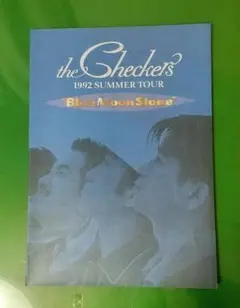 the Checkers
1992 SUMMER TOUR
"Blue Moon Stone"